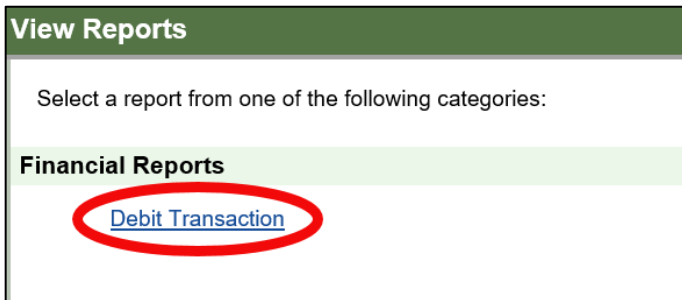 View Reports
Select a report from one of the following categories:
Financial Reports
Debit Transaction